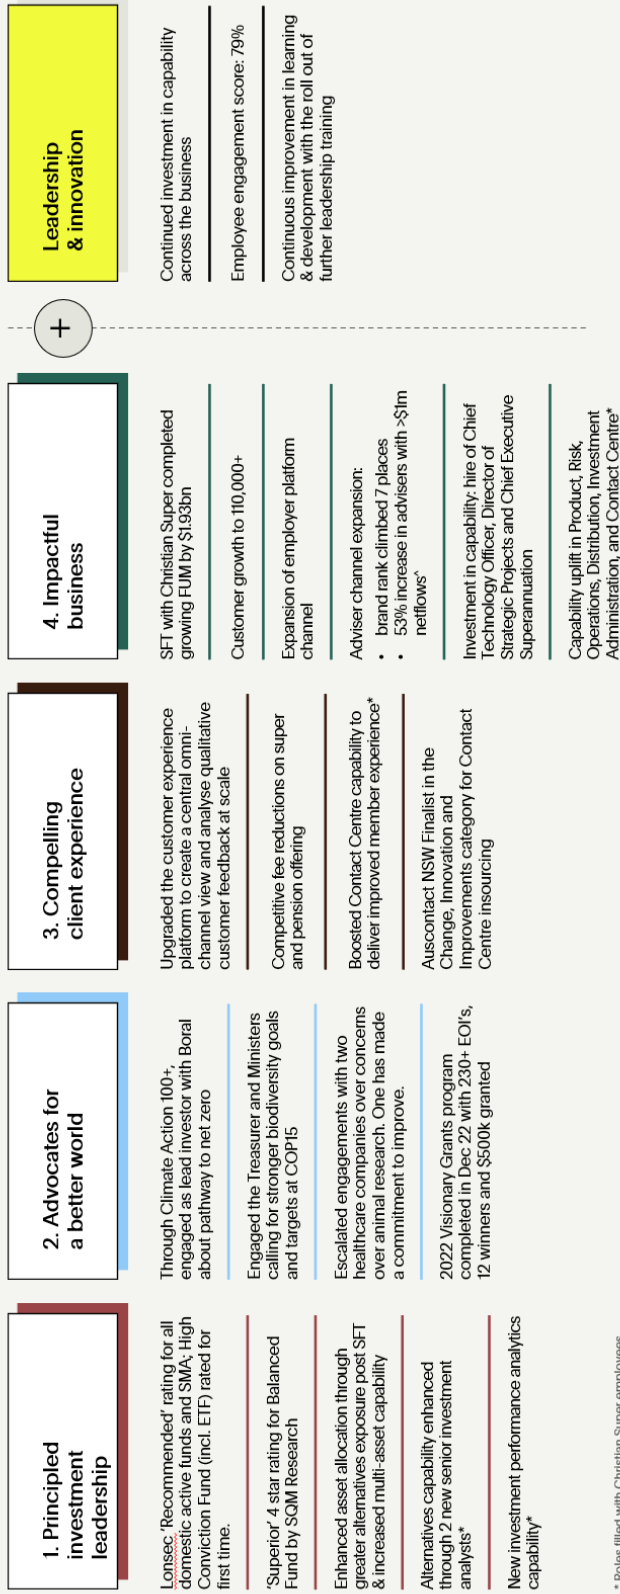 1. Principled
investment
leadership
Lonsec 'Recommended' rating for all
domestic active funds and SMA; High
Conviction Fund (incl. ETF) rated for
first time.
'Superior' 4 star rating for Balanced
Fund by SQM Research
Enhanced asset allocation through
greater alternatives exposure post SFT
& increased multi-asset capability
Alternatives capability enhanced
through 2 new senior investment
analysts*
New investment performance analytics
capability*
2. Advocates for
a better world
Through Climate Action 100+,
engaged as lead investor with Boral
about pathway to net zero
Engaged the Treasurer and Ministers
calling for stronger biodiversity goals
and targets at COP15
Escalated engagements with two
healthcare companies over concerns
over animal research. One has made
a commitment to improve.
2022 Visionary Grants program
completed in Dec 22 with 230+ EOI's,
12 winners and $500k granted
3. Compelling
client experience
Upgraded the customer experience
platform to create a central omni-
channel view and analyse qualitative
customer feedback at scale
Competitive fee reductions on super
and pension offering
Boosted Contact Centre capability to
deliver improved member experience*
Auscontact NSW Finalist in the
Change, Innovation and
Improvements category for Contact
Centre insourcing
4. Impactful
business
SFT with Christian Super completed
growing FUM by $1.93bn
Customer growth to 110,000+
Expansion of employer platform
channel
Adviser channel expansion:
• brand rank climbed 7 places
• 53% increase in advisers with >$1m
netflows^
Investment in capability: hire of Chief
Technology Officer, Director of
Strategic Projects and Chief Executive
Superannuation
Capability uplift in Product, Risk,
Operations, Distribution, Investment
Administration, and Contact Centre*
+
Leadership
& innovation
Continued investment in capability
across the business
Employee engagement score: 79%
Continuous improvement in learning
& development with the roll out of
further leadership training
* Roles filled with Christian Super employees